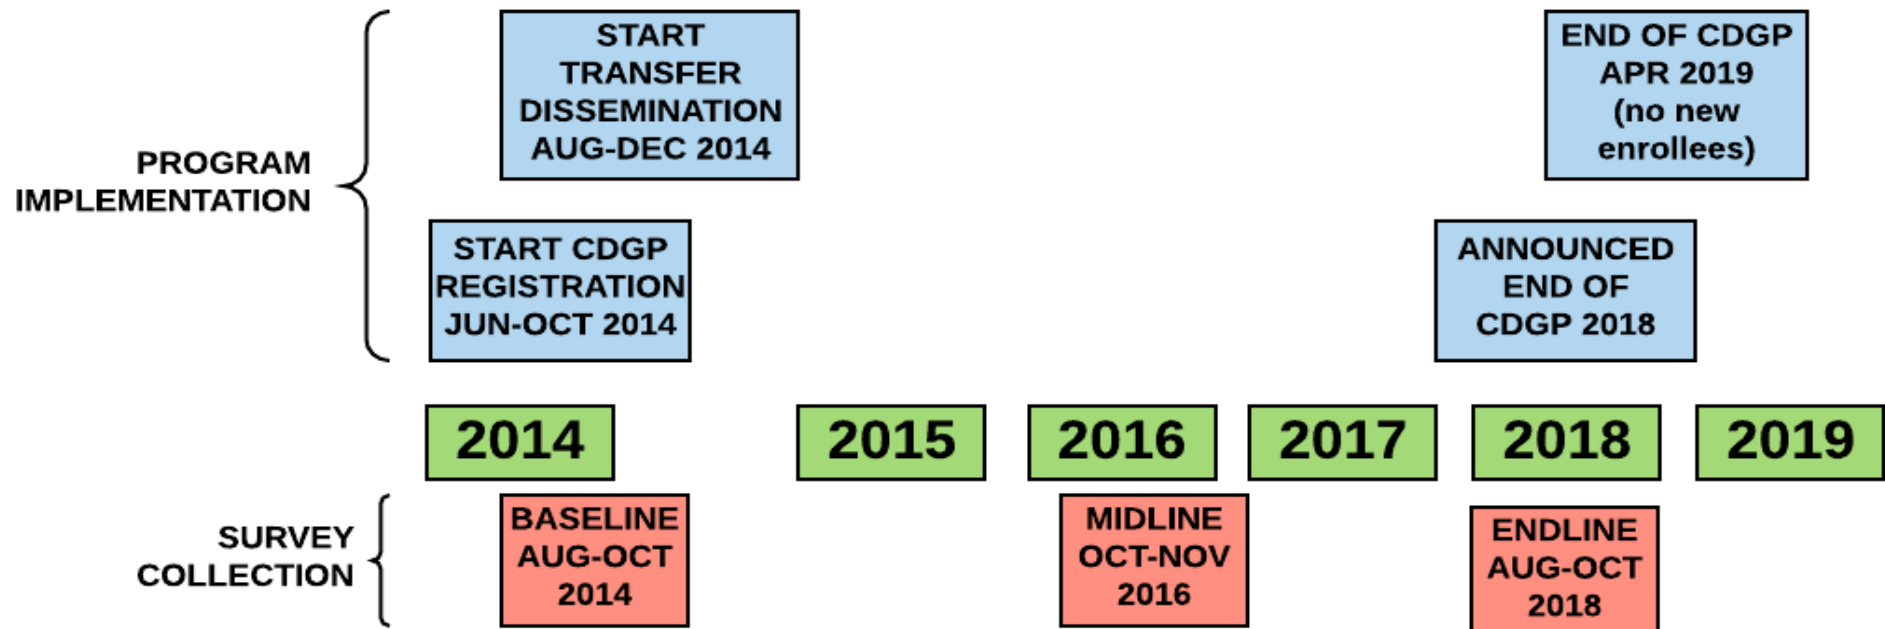 PROGRAM
IMPLEMENTATION
START
TRANSFER
DISSEMINATION
AUG-DEC 2014
END OF CDGP
APR 2019
(no new
enrollees)
START CDGP
REGISTRATION
JUN-OCT 2014
ANNOUNCED
END OF
CDGP 2018
2014
2015
2016
2017
2018
2019
SURVEY
COLLECTION
BASELINE
AUG-OCT
2014
MIDLINE
OCT-NOV
2016
ENDLINE
AUG-OCT
2018